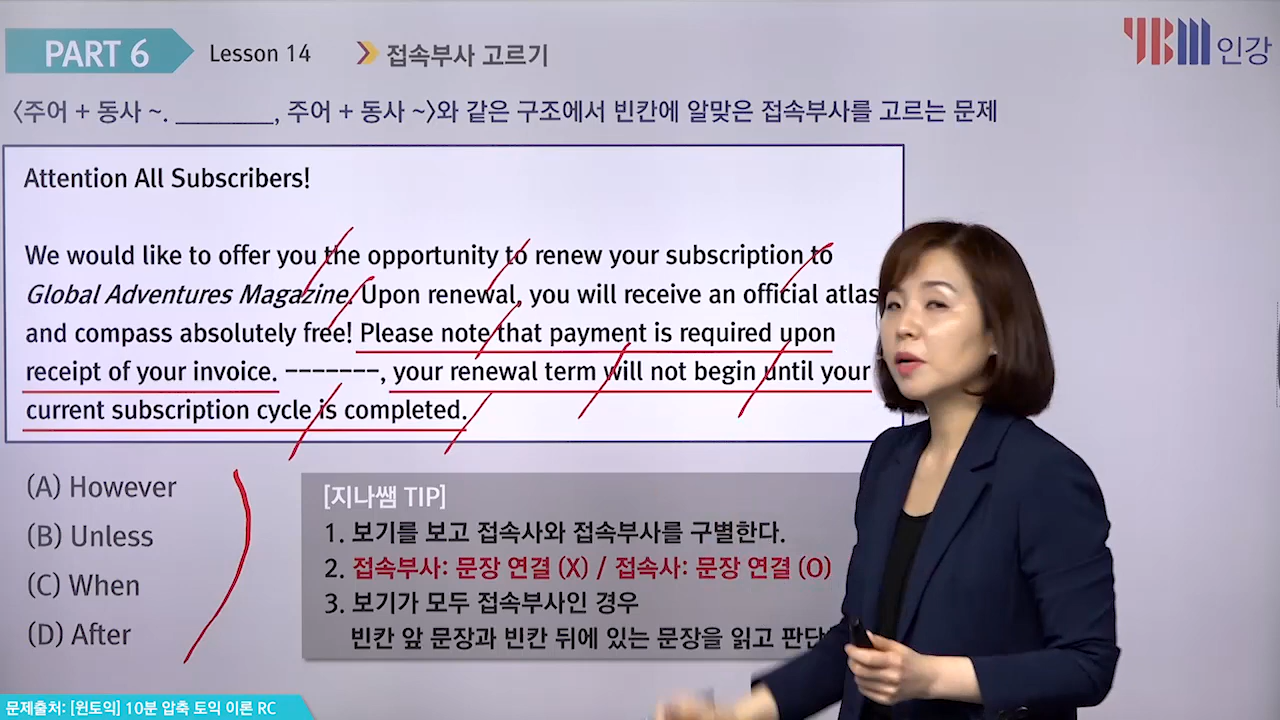 PART 6
Lesson 14
접속부사 고르기
YBM 인강
〈주어 + 동사 ~. ________, 주어 + 동사 ~〉와 같은 구조에서 빈칸에 알맞은 접속부사를 고르는 문제
Attention All Subscribers!
We would like to offer you the opportunity to renew your subscription to
Global Adventures Magazine. Upon renewal, you will receive an official atlas
and compass absolutely free! Please note that payment is required upon
receipt of your invoice. -------, your renewal term will not begin until your
current subscription cycle is completed.
(A) However
(B) Unless
(C) When
(D) After
[지나쌤 TIP]
1. 보기를 보고 접속사와 접속부사를 구별한다.
2. 접속부사: 문장 연결 (X) / 접속사: 문장 연결 (O)
3. 보기가 모두 접속부사인 경우
빈칸 앞 문장과 빈칸 뒤에 있는 문장을 읽고
문제출처: [윈토익] 10분 압축 토익 이론 RC